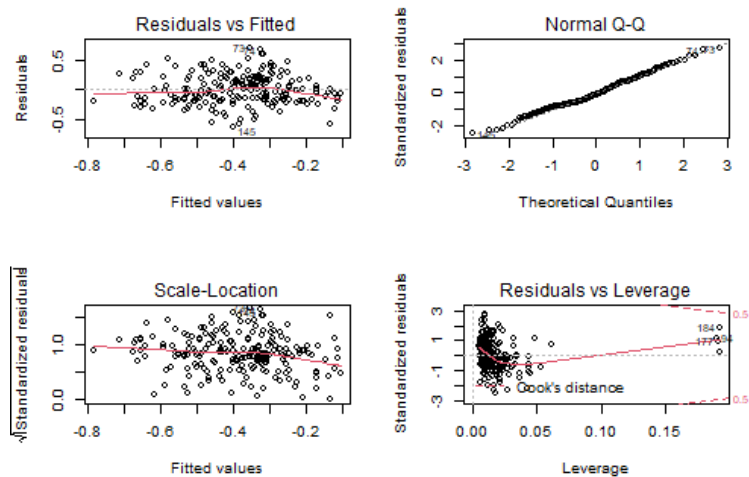 Residuals vs Fitted
Residuals
0.5
-0.5
73
145
-0.8 -0.6 -0.4 -0.2
Fitted values
Normal Q-Q
Standardized residuals
2
0
-2
-3 -2 -1 0 1 2 3
Theoretical Quantiles
Scale-Location
√Standardized residuals
1.0
0.0
-0.8 -0.6 -0.4 -0.2
Fitted values
Residuals vs Leverage
Standardized residuals
3
1
-1
-3
0.5
184
177
Cook's distance
0.5
0.00 0.05 0.10 0.15
Leverage